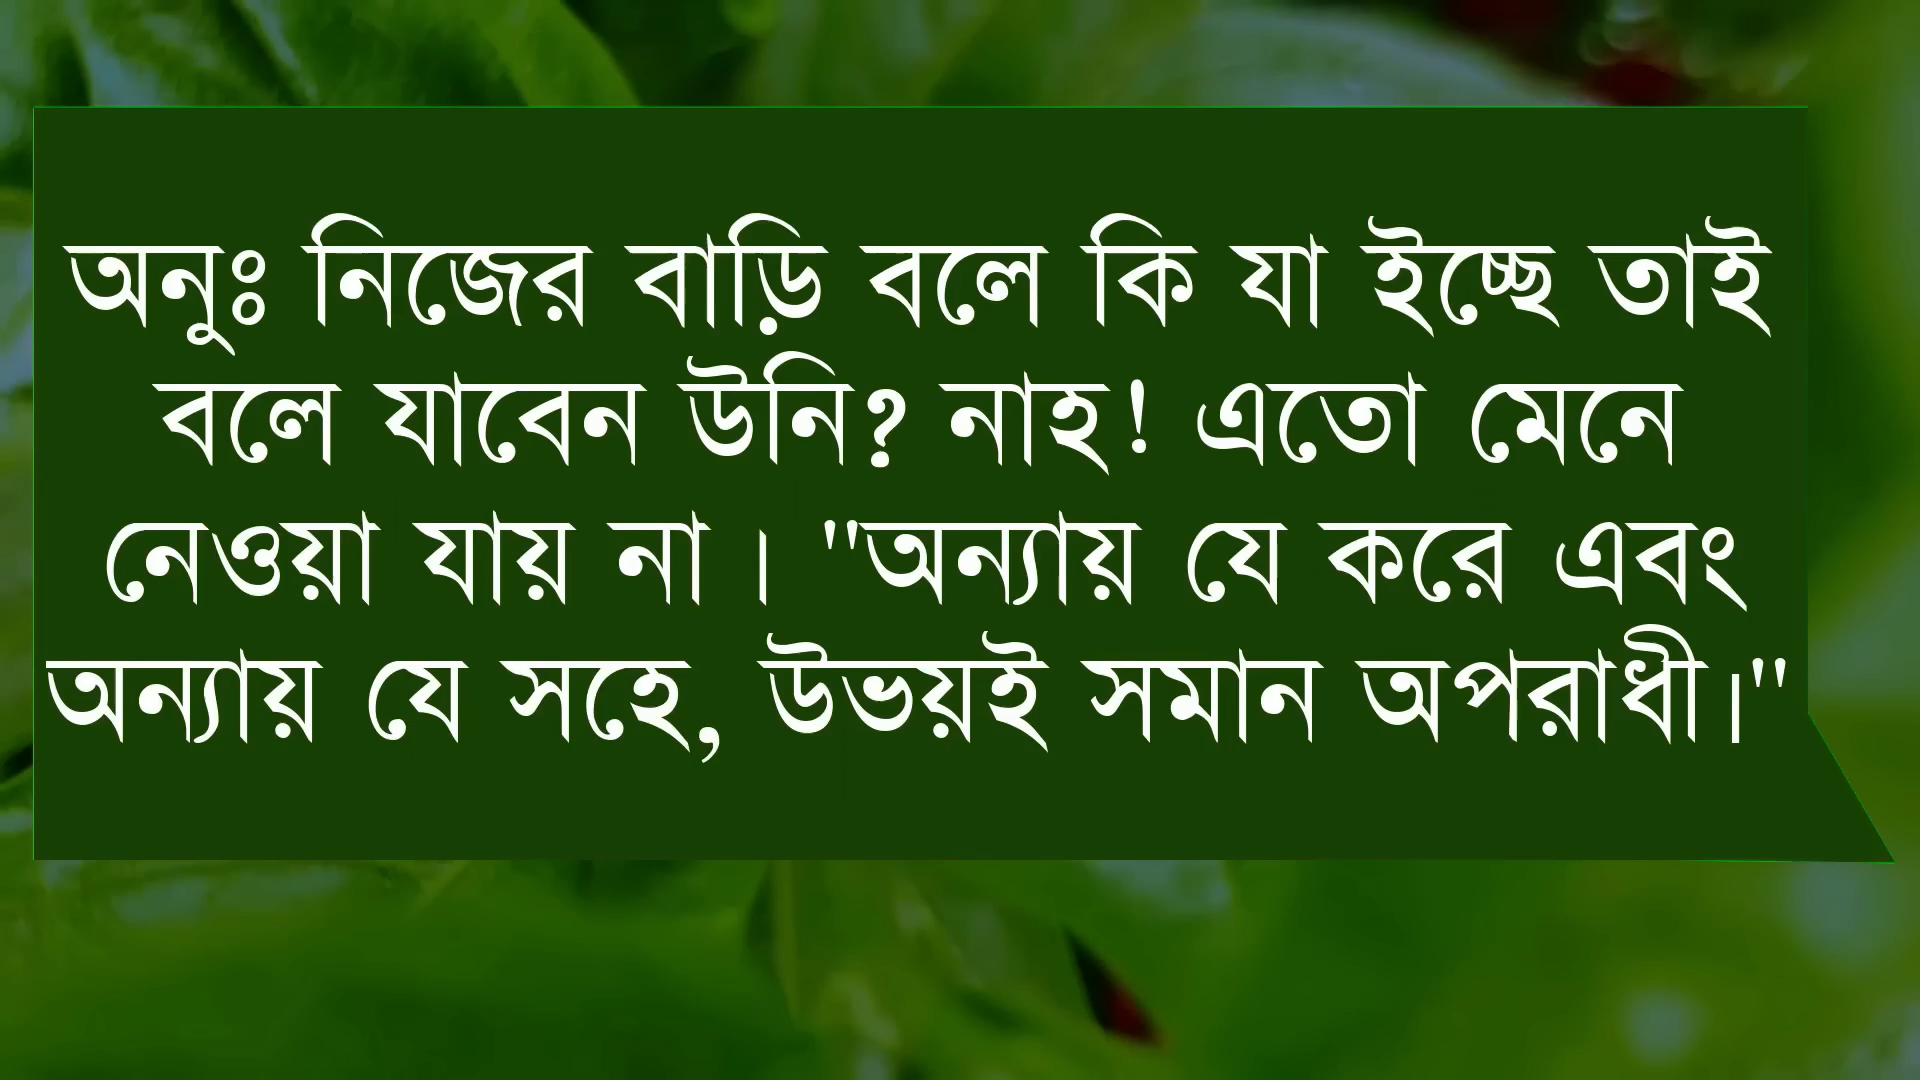 অনুঃ নিজের বাড়ি বলে কি যা ইচ্ছে তাই
বলে যাবেন উনি? নাহ! এতো মেনে
নেওয়া যায় না। "অন্যায় যে করে এবং
অন্যায় যে সহে, উভয়ই সমান অপরাধী।"